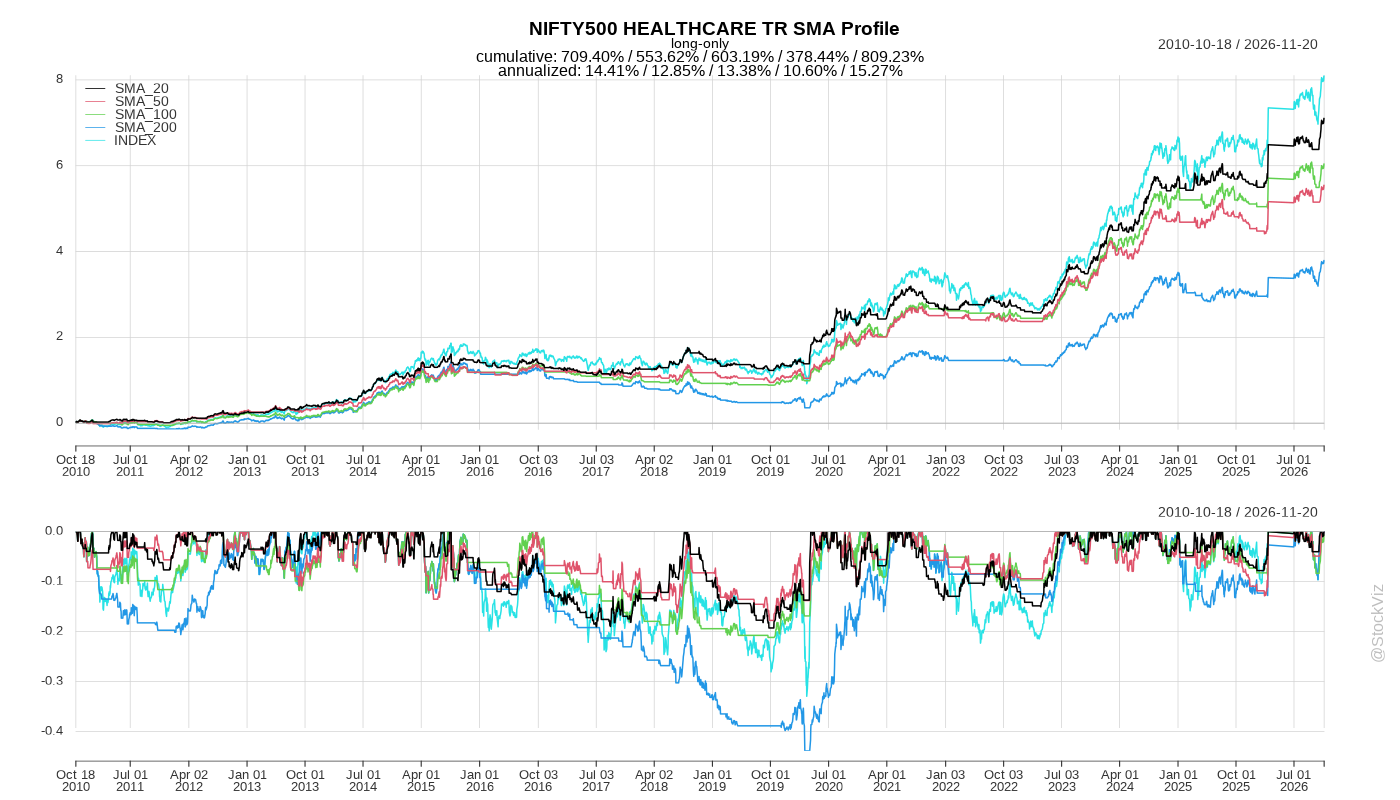 NIFTY500 HEALTHCARE TR SMA Profile
long-only
cumulative: 709.40% / 553.62% / 603.19% / 378.44% / 809.23%
annualized: 14.41% / 12.85% / 13.38% / 10.60% / 15.27%
2010-10-18 / 2026-11-20
SMA_20
SMA_50
SMA_100
SMA_200
INDEX
8
6
4
2
0
Oct 18 Jul 01 Apr 02 Jan 01 Oct 01 Jul 01 Apr 01 Jan 01 Oct 03 Jul 03 Apr 02 Jan 01 Oct 01 Jul 01 Apr 01 Jan 03 Oct 03 Jul 03 Apr 01 Jan 01 Oct 01 Jul 01
2010 2011 2012 2013 2013 2014 2015 2016 2016 2017 2018 2019 2019 2020 2021 2022 2022 2023 2024 2025 2025 2026
2010-10-18 / 2026-11-20
0.0
-0.1
-0.2
-0.3
-0.4
Oct 18 Jul 01 Apr 02 Jan 01 Oct 01 Jul 01 Apr 01 Jan 01 Oct 03 Jul 03 Apr 02 Jan 01 Oct 01 Jul 01 Apr 01 Jan 03 Oct 03 Jul 03 Apr 01 Jan 01 Oct 01 Jul 01
2010 2011 2012 2013 2013 2014 2015 2016 2016 2017 2018 2019 2019 2020 2021 2022 2022 2023 2024 2025 2025 2026
@StockViz